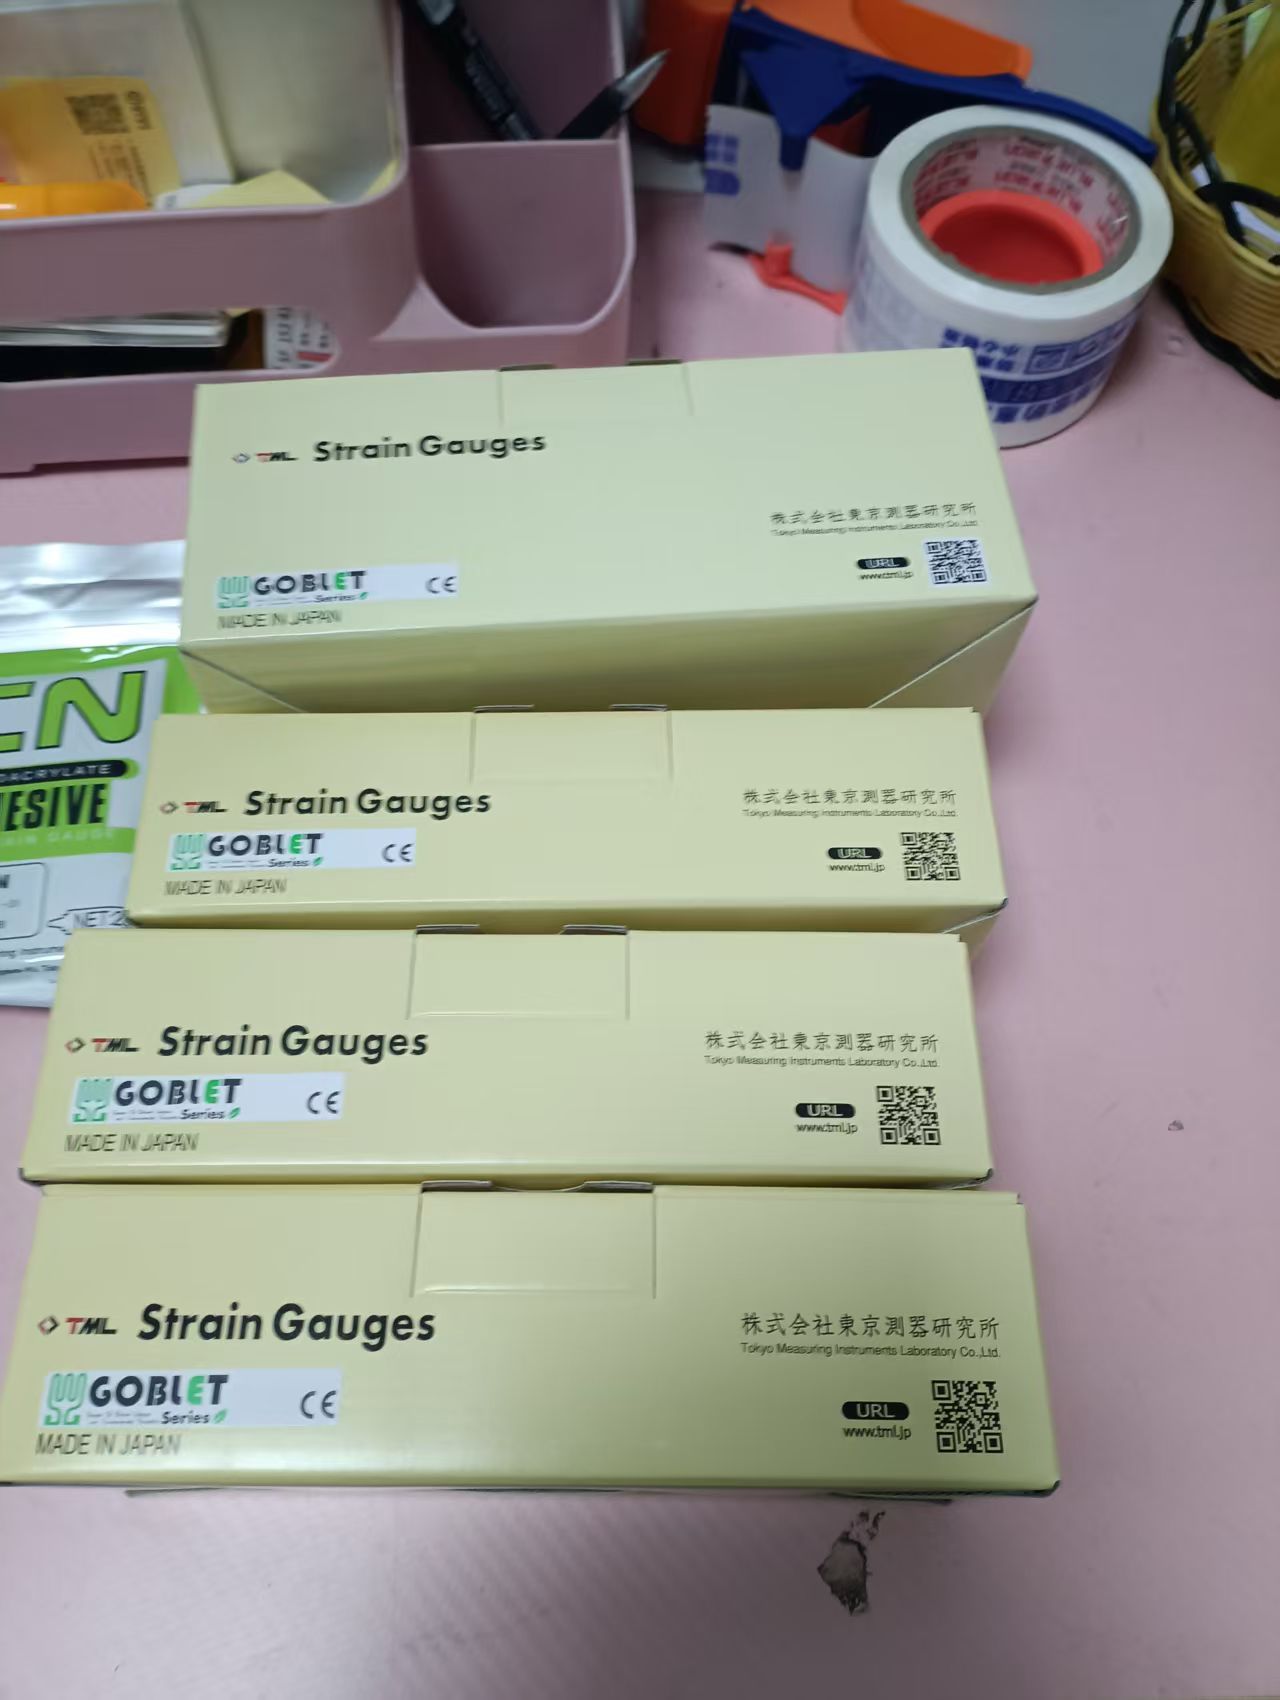 TML Strain Gauges
株式会社東京測器研究所
Tokyo Measuring Instruments Laboratory Co.,Ltd.
GOBLET
Series
CE
URL
www.tml.jp
MADE IN JAPAN
CN
OACRYLATE
ESIVE
AIN GAUGE
N
NET 2
TML Strain Gauges
株式会社東京測器研究所
Tokyo Measuring Instruments Laboratory Co.,Ltd.
GOBLET
Series
CE
URL
www.tml.jp
MADE IN JAPAN
TML Strain Gauges
株式会社東京測器研究所
Tokyo Measuring Instruments Laboratory Co.,Ltd.
GOBLET
Series
CE
URL
www.tml.jp
MADE IN JAPAN
TML Strain Gauges
株式会社東京測器研究所
Tokyo Measuring Instruments Laboratory Co.,Ltd.
GOBLET
Series
CE
URL
www.tml.jp
MADE IN JAPAN